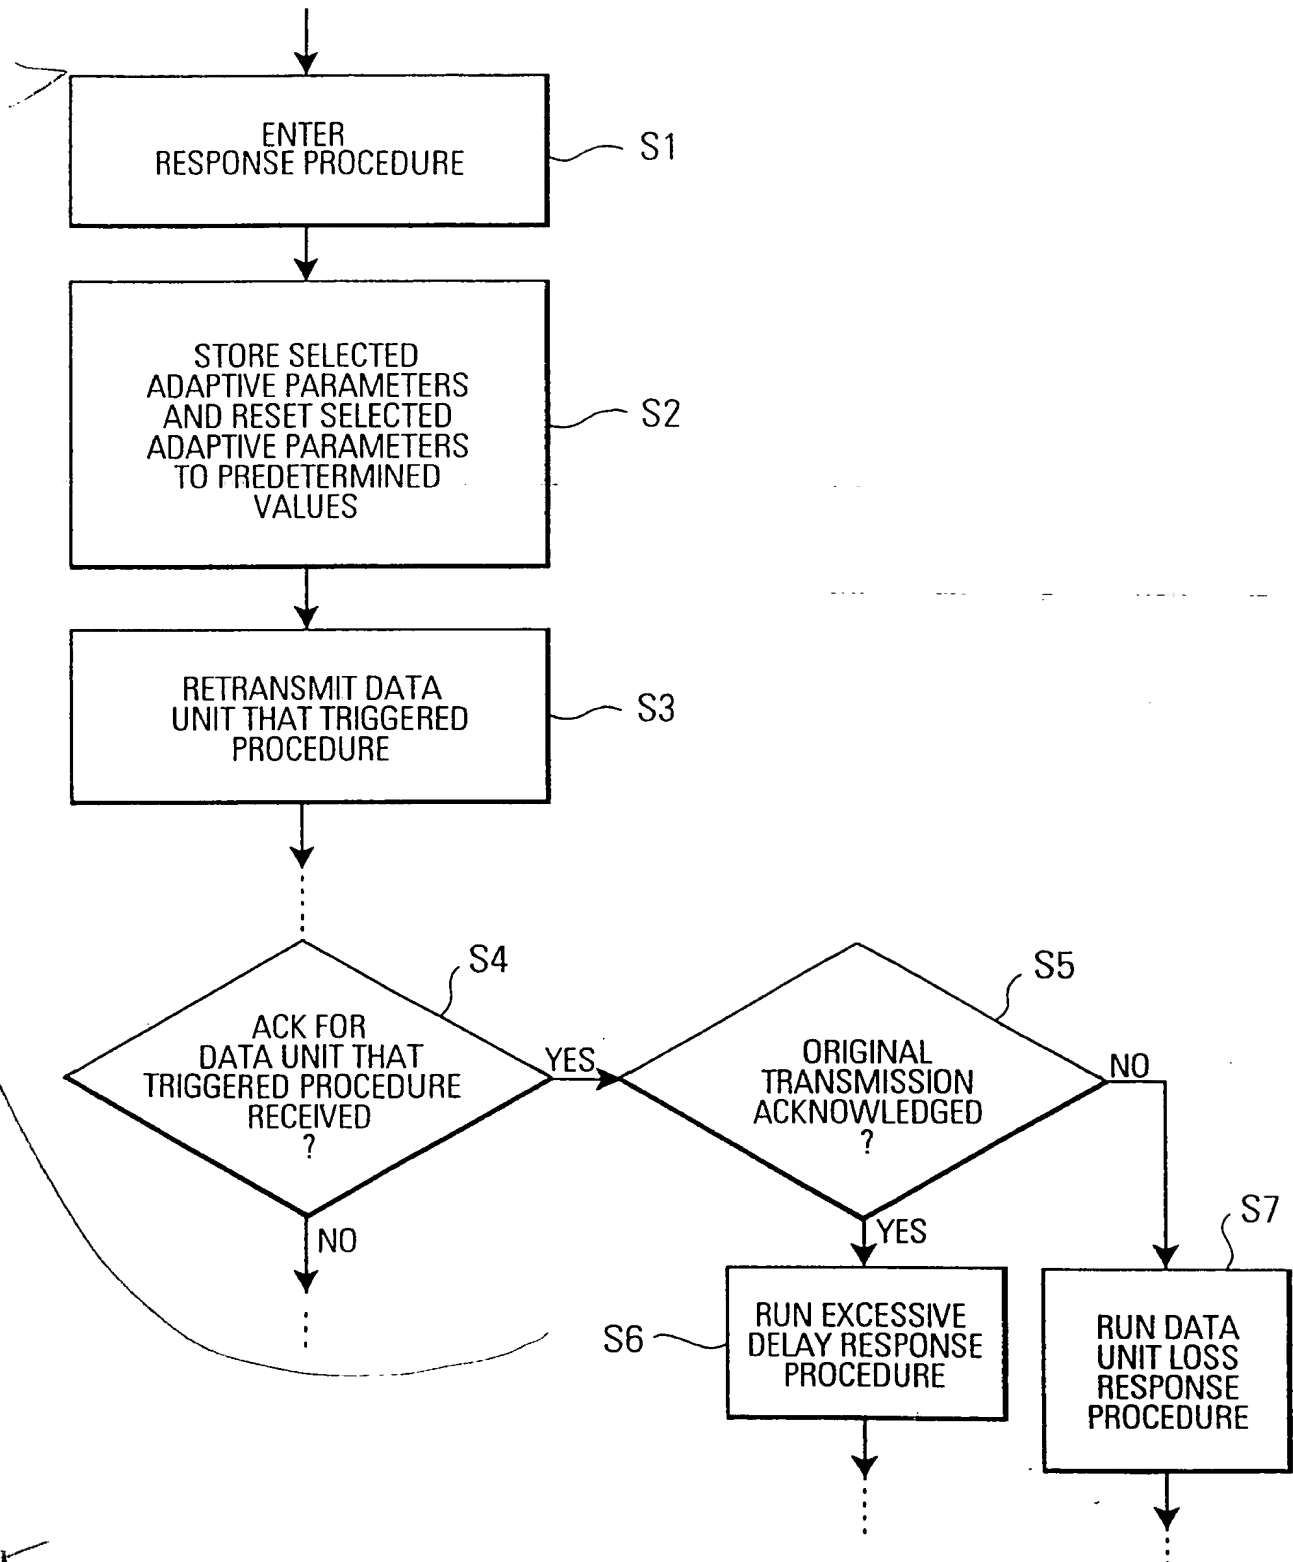 ENTER
RESPONSE PROCEDURE
S1
STORE SELECTED
ADAPTIVE PARAMETERS
AND RESET SELECTED
ADAPTIVE PARAMETERS
TO PREDETERMINED
VALUES
S2
RETRANSMIT DATA
UNIT THAT TRIGGERED
PROCEDURE
S3
S4
ACK FOR
DATA UNIT THAT
TRIGGERED PROCEDURE
RECEIVED
?
YES
NO
S5
ORIGINAL
TRANSMISSION
ACKNOWLEDGED
?
NO
YES
S6
RUN EXCESSIVE
DELAY RESPONSE
PROCEDURE
S7
RUN DATA
UNIT LOSS
RESPONSE
PROCEDURE